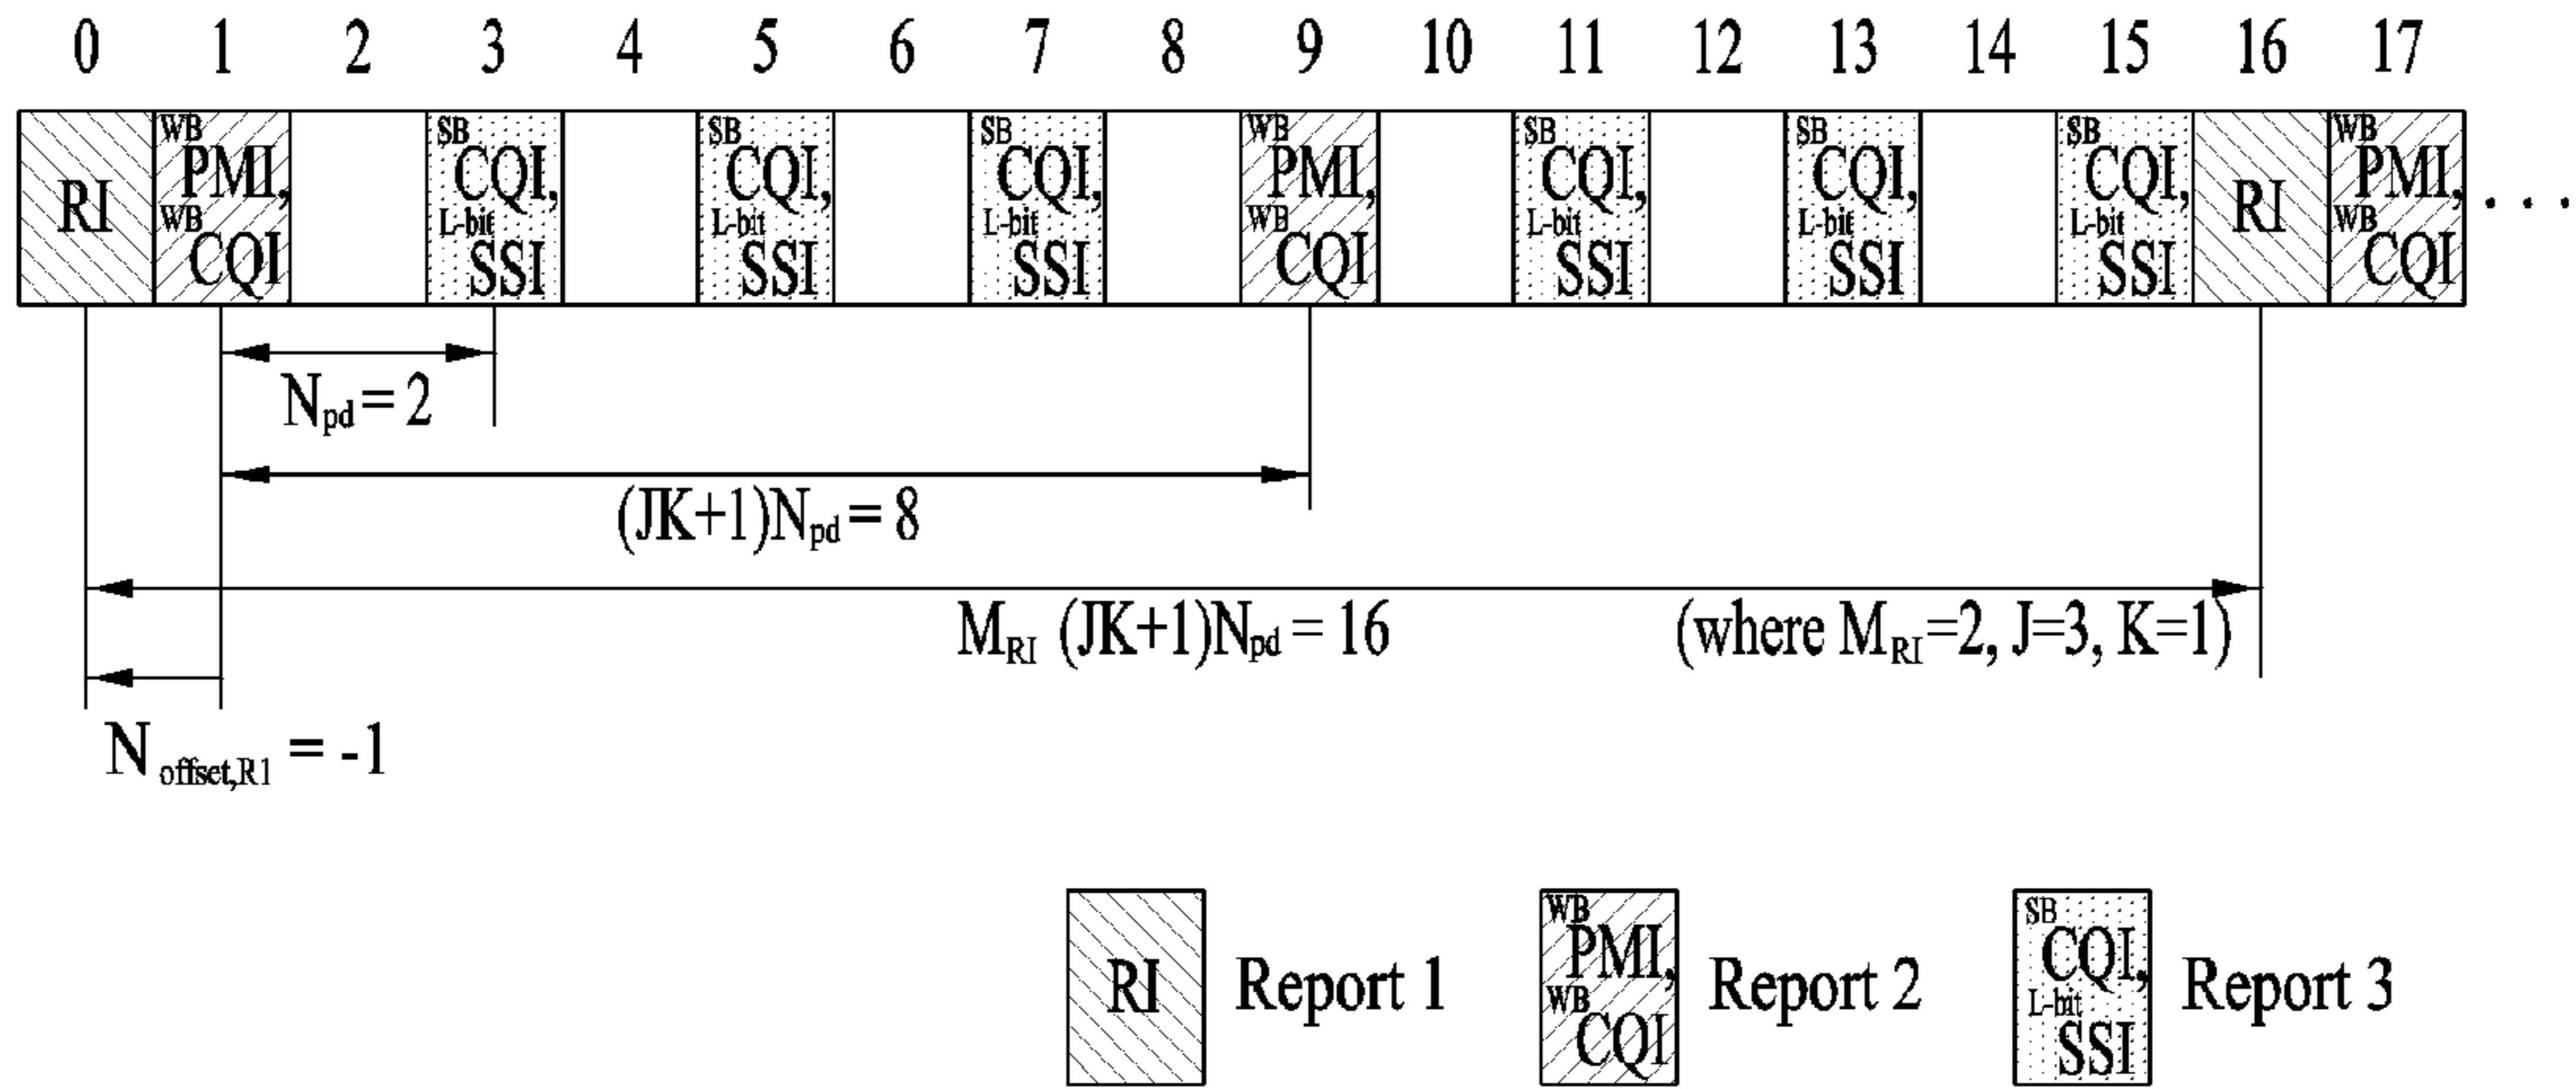 0 1 2 3 4 5 6 7 8 9 10 11 12 13 14 15 16 17
RI
WB
PMI,
WB
CQI
SB
CQI,
L-bit
SSI
SB
CQI,
L-bit
SSI
SB
CQI,
L-bit
SSI
WB
PMI,
WB
CQI
SB
CQI,
L-bit
SSI
SB
CQI,
L-bit
SSI
SB
CQI,
L-bit
SSI
RI
WB
PMI,
WB
CQI
. . .
Npd = 2
(JK+1)Npd = 8
MRI (JK+1)Npd = 16 (where MRI=2, J=3, K=1)
Noffset,R1 = -1
RI
Report 1
WB
PMI,
WB
CQI
Report 2
SB
CQI,
L-bit
SSI
Report 3